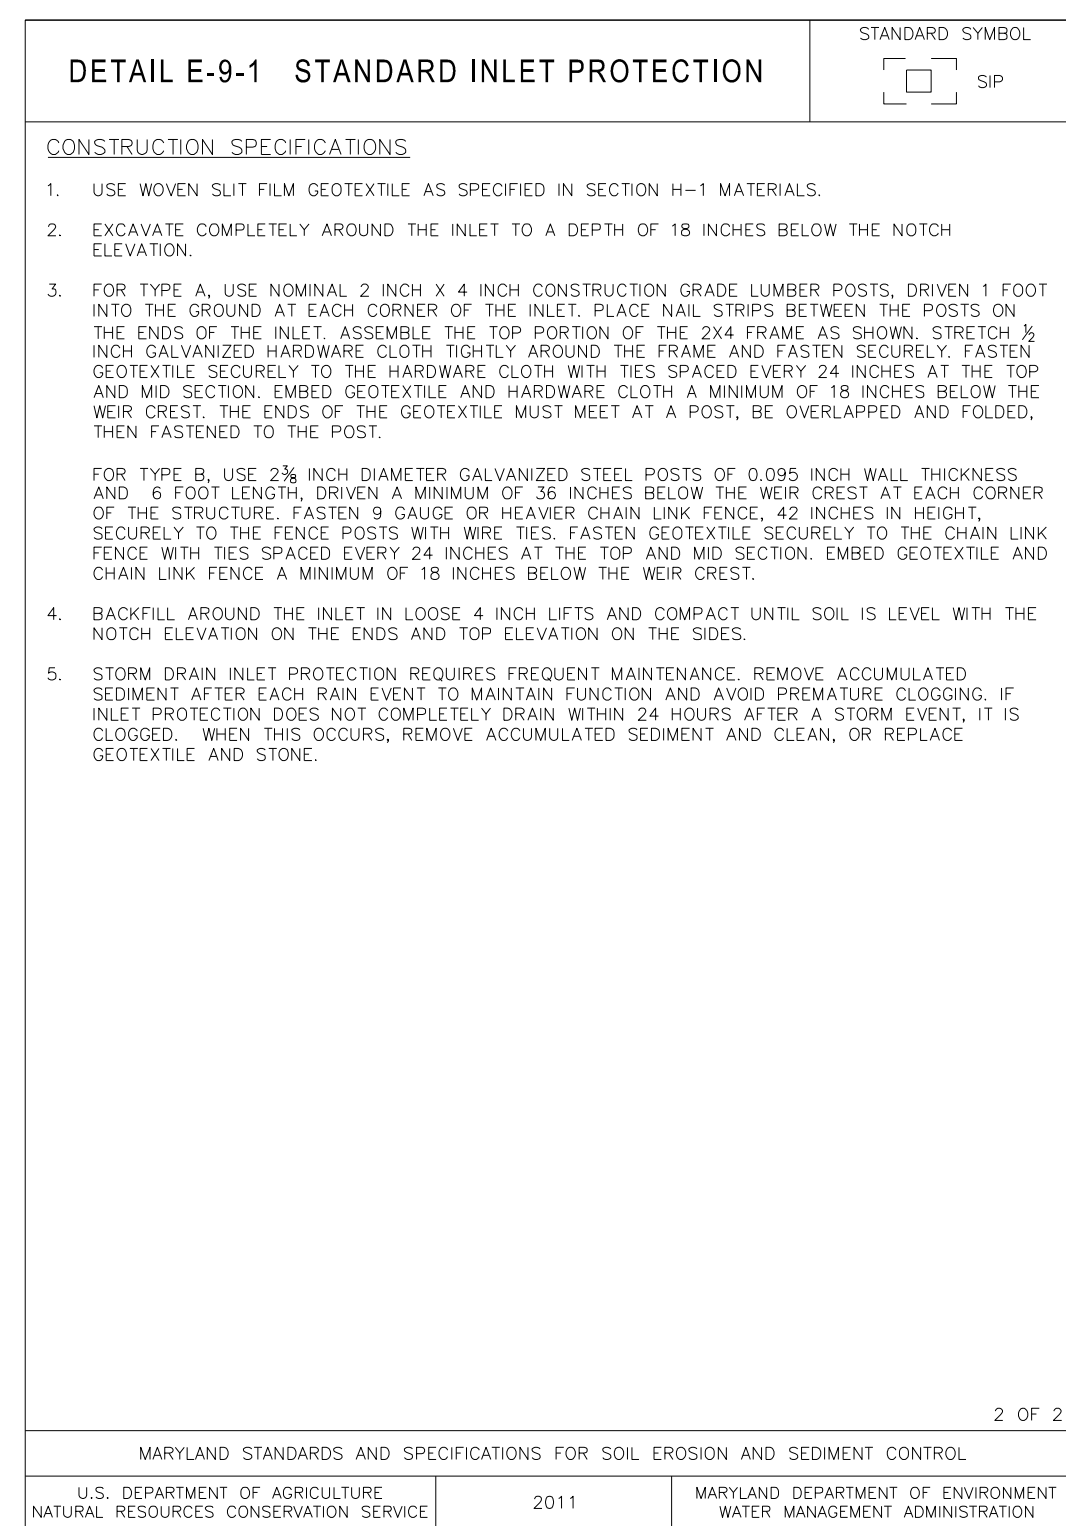 STANDARD SYMBOL
DETAIL E-9-1 STANDARD INLET PROTECTION
SIP
CONSTRUCTION SPECIFICATIONS
1. USE WOVEN SLIT FILM GEOTEXTILE AS SPECIFIED IN SECTION H-1 MATERIALS.
2. EXCAVATE COMPLETELY AROUND THE INLET TO A DEPTH OF 18 INCHES BELOW THE NOTCH
ELEVATION.
3. FOR TYPE A, USE NOMINAL 2 INCH X 4 INCH CONSTRUCTION GRADE LUMBER POSTS, DRIVEN 1 FOOT
INTO THE GROUND AT EACH CORNER OF THE INLET. PLACE NAIL STRIPS BETWEEN THE POSTS ON
THE ENDS OF THE INLET. ASSEMBLE THE TOP PORTION OF THE 2X4 FRAME AS SHOWN. STRETCH ½
INCH GALVANIZED HARDWARE CLOTH TIGHTLY AROUND THE FRAME AND FASTEN SECURELY. FASTEN
GEOTEXTILE SECURELY TO THE HARDWARE CLOTH WITH TIES SPACED EVERY 24 INCHES AT THE TOP
AND MID SECTION. EMBED GEOTEXTILE AND HARDWARE CLOTH A MINIMUM OF 18 INCHES BELOW THE
WEIR CREST. THE ENDS OF THE GEOTEXTILE MUST MEET AT A POST, BE OVERLAPPED AND FOLDED,
THEN FASTENED TO THE POST.
FOR TYPE B, USE 2⅜ INCH DIAMETER GALVANIZED STEEL POSTS OF 0.095 INCH WALL THICKNESS
AND 6 FOOT LENGTH, DRIVEN A MINIMUM OF 36 INCHES BELOW THE WEIR CREST AT EACH CORNER
OF THE STRUCTURE. FASTEN 9 GAUGE OR HEAVIER CHAIN LINK FENCE, 42 INCHES IN HEIGHT,
SECURELY TO THE FENCE POSTS WITH WIRE TIES. FASTEN GEOTEXTILE SECURELY TO THE CHAIN LINK
FENCE WITH TIES SPACED EVERY 24 INCHES AT THE TOP AND MID SECTION. EMBED GEOTEXTILE AND
CHAIN LINK FENCE A MINIMUM OF 18 INCHES BELOW THE WEIR CREST.
4. BACKFILL AROUND THE INLET IN LOOSE 4 INCH LIFTS AND COMPACT UNTIL SOIL IS LEVEL WITH THE
NOTCH ELEVATION ON THE ENDS AND TOP ELEVATION ON THE SIDES.
5. STORM DRAIN INLET PROTECTION REQUIRES FREQUENT MAINTENANCE. REMOVE ACCUMULATED
SEDIMENT AFTER EACH RAIN EVENT TO MAINTAIN FUNCTION AND AVOID PREMATURE CLOGGING. IF
INLET PROTECTION DOES NOT COMPLETELY DRAIN WITHIN 24 HOURS AFTER A STORM EVENT, IT IS
CLOGGED. WHEN THIS OCCURS, REMOVE ACCUMULATED SEDIMENT AND CLEAN, OR REPLACE
GEOTEXTILE AND STONE.
2 OF 2
MARYLAND STANDARDS AND SPECIFICATIONS FOR SOIL EROSION AND SEDIMENT CONTROL
U.S. DEPARTMENT OF AGRICULTURE
NATURAL RESOURCES CONSERVATION SERVICE
2011
MARYLAND DEPARTMENT OF ENVIRONMENT
WATER MANAGEMENT ADMINISTRATION